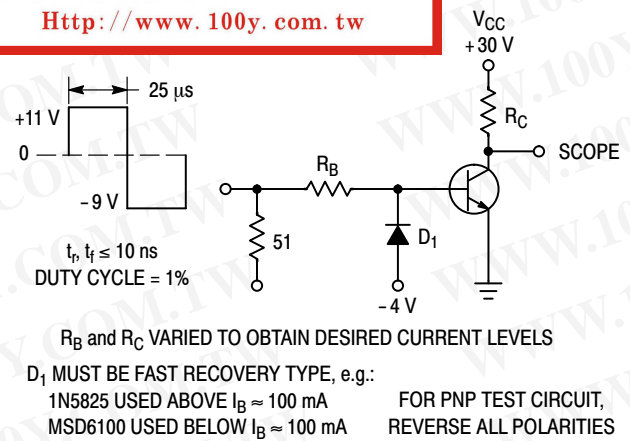 Http://www.100y.com.tw
VCC
+30 V
25 μs
+11 V
RC
0
SCOPE
RB
-9 V
51
D1
tr, tf ≤ 10 ns
DUTY CYCLE = 1%
-4 V
RB and RC VARIED TO OBTAIN DESIRED CURRENT LEVELS
D1 MUST BE FAST RECOVERY TYPE, e.g.:
1N5825 USED ABOVE IB ≈ 100 mA
MSD6100 USED BELOW IB ≈ 100 mA
FOR PNP TEST CIRCUIT,
REVERSE ALL POLARITIES